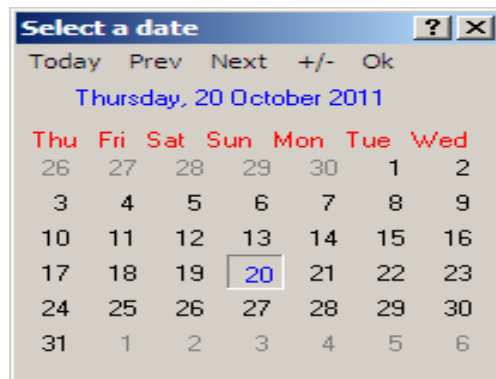 Select a date ? X
Today Prev Next +/- Ok
Thursday, 20 October 2011
Thu Fri Sat Sun Mon Tue Wed
26 27 28 29 30 1 2
3 4 5 6 7 8 9
10 11 12 13 14 15 16
17 18 19 20 21 22 23
24 25 26 27 28 29 30
31 1 2 3 4 5 6